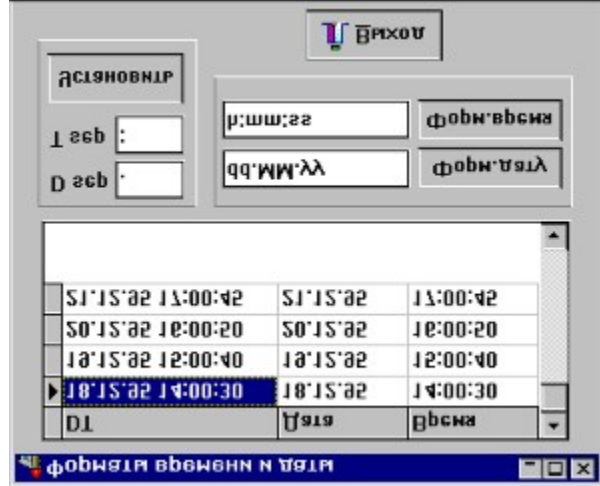 Форматы времени и даты
DT Дата Время
18.12.95 14:00:30 18.12.95 14:00:30
19.12.95 15:00:40 19.12.95 15:00:40
20.12.95 16:00:50 20.12.95 16:00:50
21.12.95 17:00:45 21.12.95 17:00:45
D sep . dd.MM.yy Форм.дату
T sep : h:mm:ss Форм.время
Установить
Выход